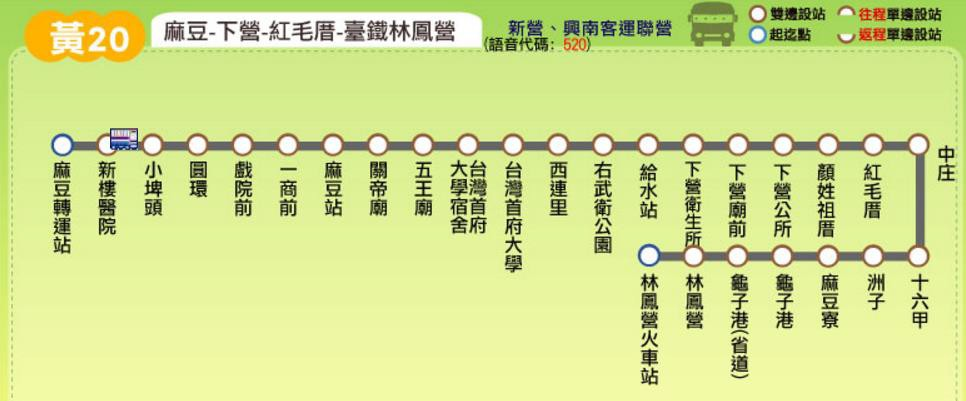 黃20
麻豆-下營-紅毛厝-臺鐵林鳳營
新營、興南客運聯營
(語音代碼: 520)
雙邊設站
往程單邊設站
起迄點
返程單邊設站
麻豆轉運站
新樓醫院
小埤頭
圓環
戲院前
一商前
麻豆站
關帝廟
五王廟
台灣首府
大學宿舍
台灣首府大學
西連里
右武衛公園
給水站
下營衛生所
下營廟前
下營公所
顏姓祖厝
紅毛厝
中庄
十六甲
洲子
麻豆寮
龜子港
龜子港(省道)
林鳳營
林鳳營火車站